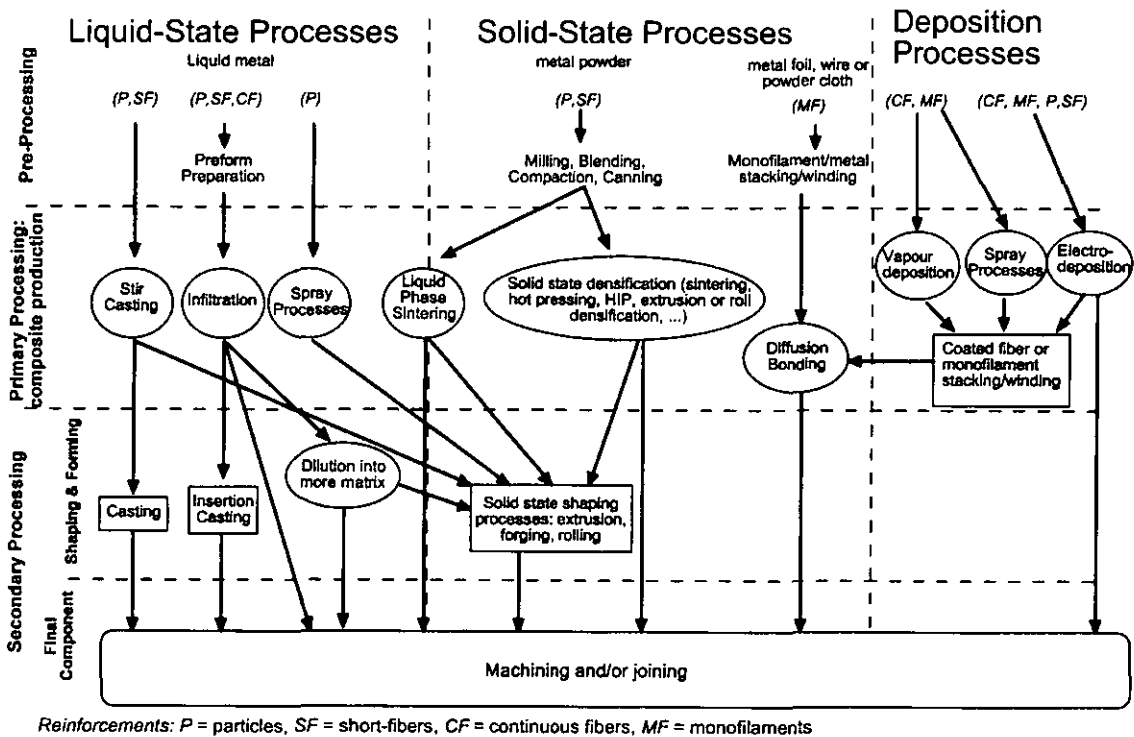 Liquid-State Processes
Solid-State Processes
Deposition
Processes
Liquid metal
metal powder
metal foil, wire or
powder cloth
(P,SF)
(P,SF,CF)
(P)
(P,SF)
(MF)
(CF, MF)
(CF, MF, P,SF)
Pre-Processing
Preform
Preparation
Milling, Blending,
Compaction, Canning
Monofilament/metal
stacking/winding
Primary Processing:
composite production
Stir
Casting
Infiltration
Spray
Processes
Liquid
Phase
Sintering
Solid state densification (sintering,
hot pressing, HIP, extrusion or roll
densification, ...)
Diffusion
Bonding
Vapour
deposition
Spray
Processes
Electro-
deposition
Coated fiber or
monofilament
stacking/winding
Secondary Processing
Shaping & Forming
Casting
Insertion
Casting
Dilution into
more matrix
Solid state shaping
processes: extrusion,
forging, rolling
Final
Component
Machining and/or joining
Reinforcements: P = particles, SF = short-fibers, CF = continuous fibers, MF = monofilaments